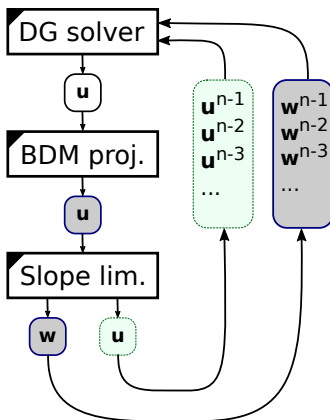 DG solver
u
BDM proj.
u
Slope lim.
w
u
u^n-1
u^n-2
u^n-3
...
w^n-1
w^n-2
w^n-3
...